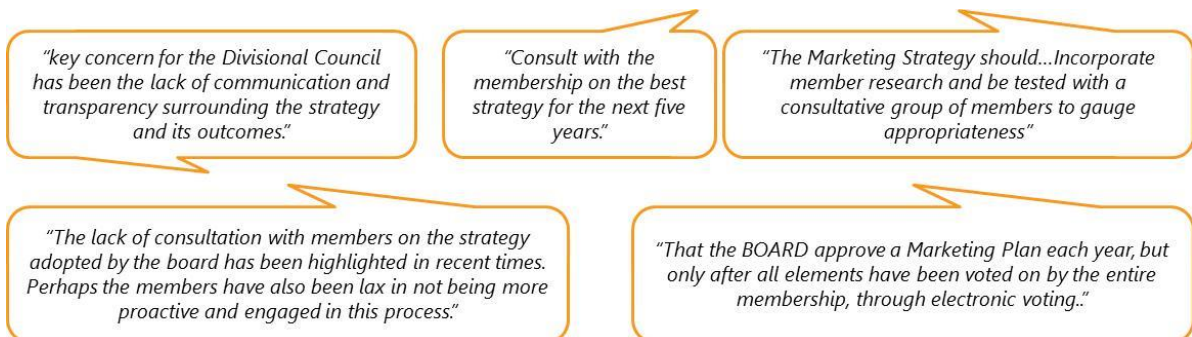 “key concern for the Divisional Council
has been the lack of communication and
transparency surrounding the strategy
and its outcomes.”
“Consult with the
membership on the best
strategy for the next five
years.”
“The Marketing Strategy should...Incorporate
member research and be tested with a
consultative group of members to gauge
appropriateness”
“The lack of consultation with members on the strategy
adopted by the board has been highlighted in recent times.
Perhaps the members have also been lax in not being more
proactive and engaged in this process.”
“That the BOARD approve a Marketing Plan each year, but
only after all elements have been voted on by the entire
membership, through electronic voting..”